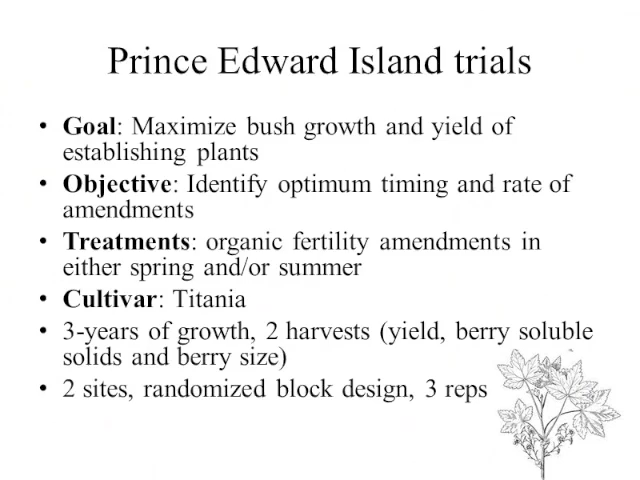 Prince Edward Island trials
• Goal: Maximize bush growth and yield of
establishing plants
• Objective: Identify optimum timing and rate of
amendments
• Treatments: organic fertility amendments in
either spring and/or summer
• Cultivar: Titania
• 3-years of growth, 2 harvests (yield, berry soluble
solids and berry size)
• 2 sites, randomized block design, 3 reps